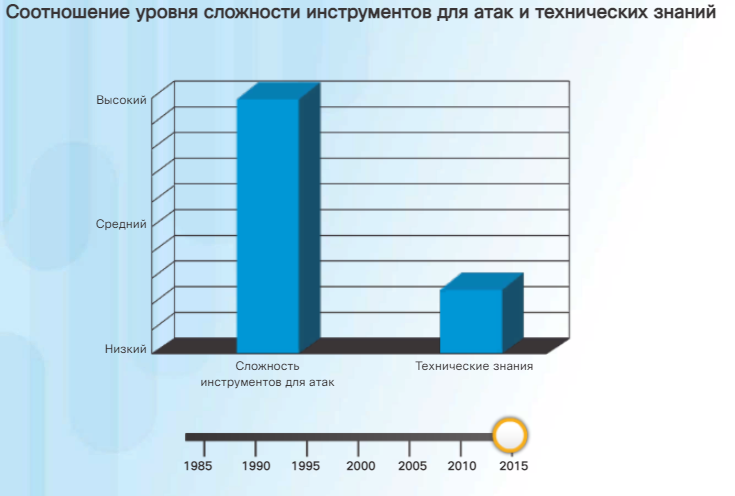 Соотношение уровня сложности инструментов для атак и технических знаний
Высокий
Средний
Низкий
Сложность
инструментов для атак
Технические знания
1985 1990 1995 2000 2005 2010 2015